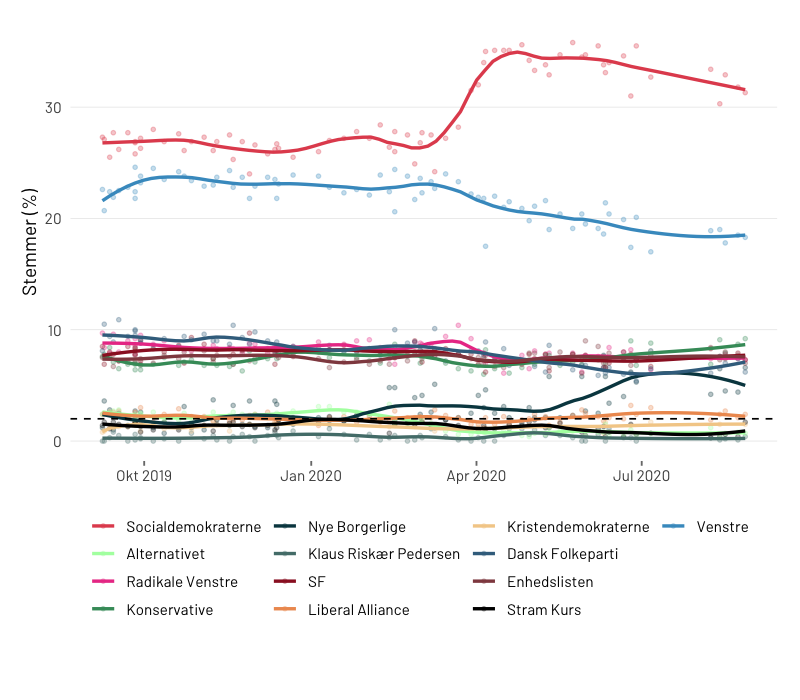 Stemmer (%)
30
20
10
0
Okt 2019 Jan 2020 Apr 2020 Jul 2020
Socialdemokraterne Nye Borgerlige Kristendemokraterne Venstre
Alternativet Klaus Riskær Pedersen Dansk Folkeparti
Radikale Venstre SF Enhedslisten
Konservative Liberal Alliance Stram Kurs